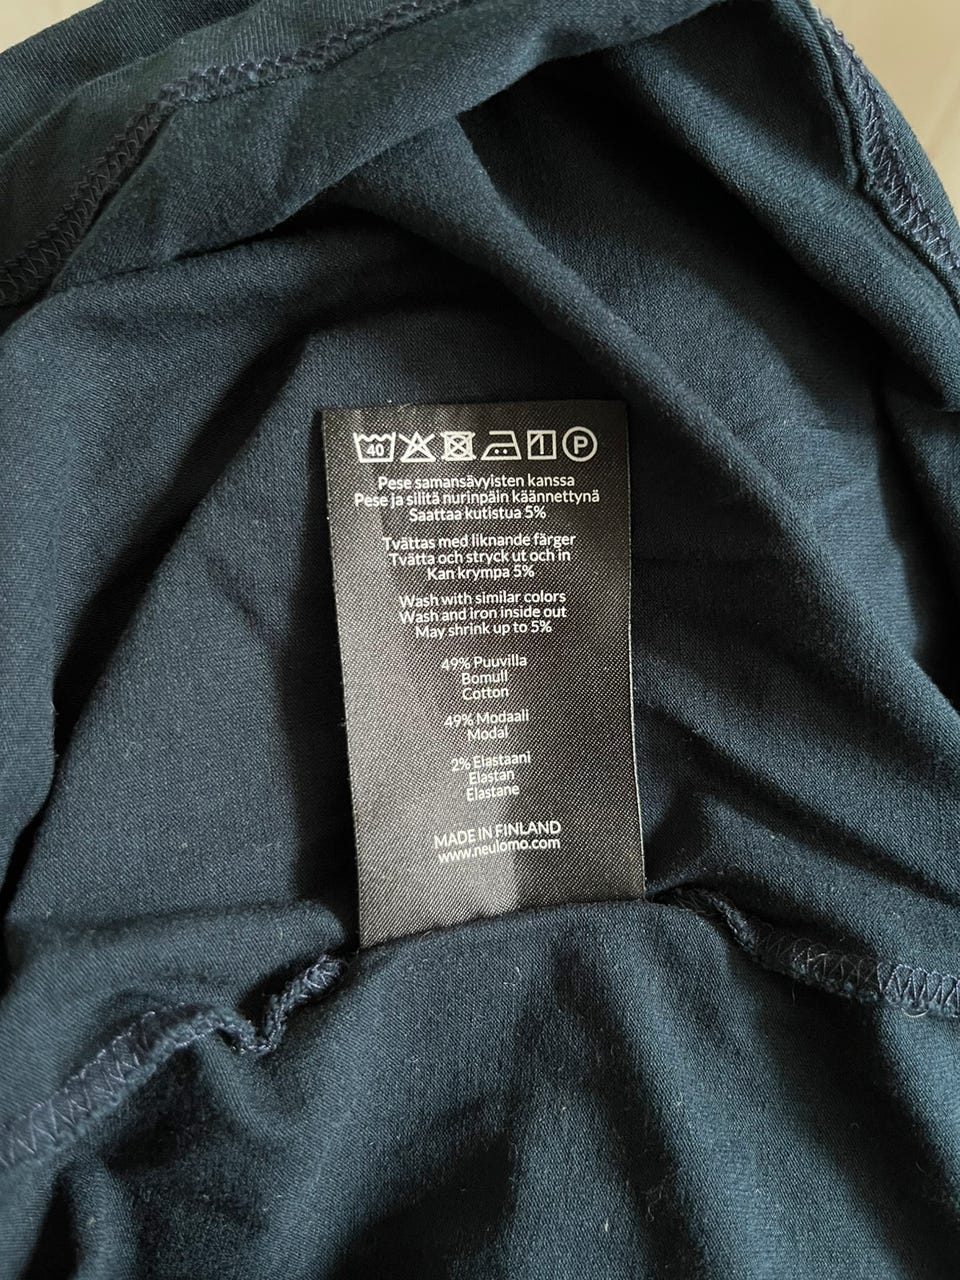 40 P
Pese samansävyisten kanssa
Pese ja silitä nurinpäin käännettynä
Saattaa kutistua 5%
Tvättas med liknande färger
Tvätta och stryck ut och in
Kan krympa 5%
Wash with similar colors
Wash and iron inside out
May shrink up to 5%
49% Puuvilla
Bomull
Cotton
49% Modaali
Modal
2% Elastaani
Elastan
Elastane
MADE IN FINLAND
www.neulomo.com